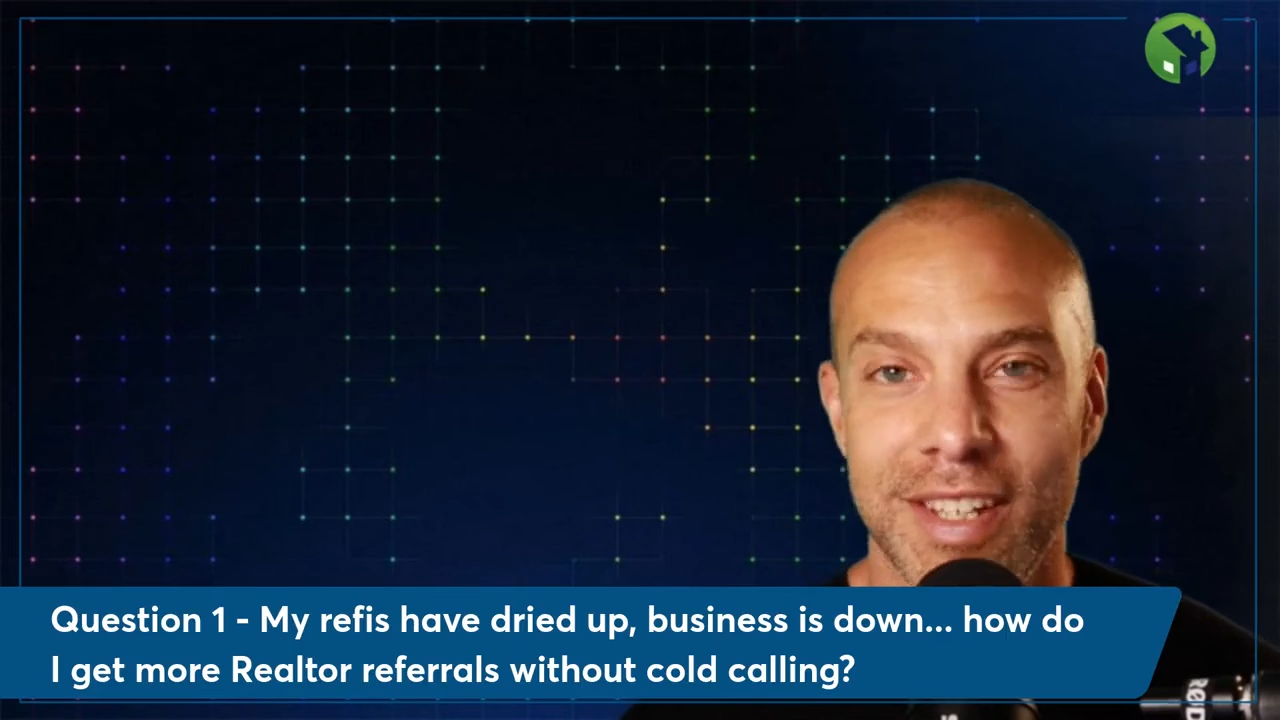 Question 1 - My refis have dried up, business is down... how do
I get more Realtor referrals without cold calling?